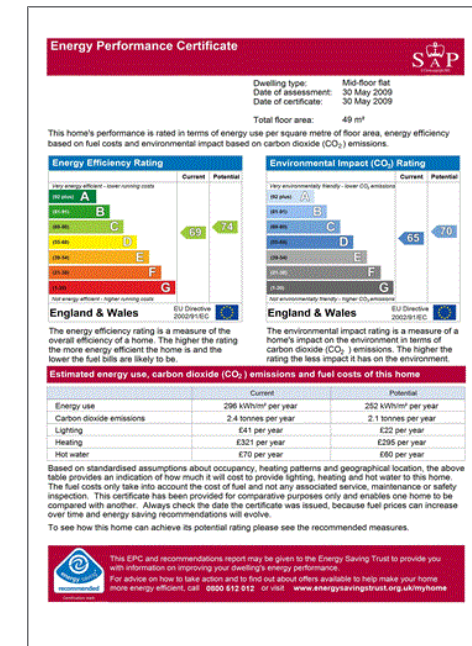 Energy Performance Certificate
SAP
Dwelling type: Mid-floor flat
Date of assessment: 30 May 2009
Date of certificate: 30 May 2009
Total floor area: 49 m²
This home's performance is rated in terms of energy use per square metre of floor area, energy efficiency
based on fuel costs and environmental impact based on carbon dioxide (CO₂) emissions.
Energy Efficiency Rating
Current Potential
Very energy efficient - lower running costs
(92 plus) A
(81-91) B
(69-80) C
(55-68) D
(39-54) E
(21-38) F
(1-20) G
69
74
Not energy efficient - higher running costs
England & Wales
EU Directive
2002/91/EC
Environmental Impact (CO₂) Rating
Current Potential
Very environmentally friendly - lower CO₂ emissions
(92 plus) A
(81-91) B
(69-80) C
(55-68) D
(39-54) E
(21-38) F
(1-20) G
65
70
Not environmentally friendly - higher CO₂ emissions
England & Wales
EU Directive
2002/91/EC
The energy efficiency rating is a measure of the
overall efficiency of a home. The higher the rating
the more energy efficient the home is and the
lower the fuel bills are likely to be.
The environmental impact rating is a measure of a
home's impact on the environment in terms of
carbon dioxide (CO₂ ) emissions. The higher the
rating the less impact it has on the environment.
Estimated energy use, carbon dioxide (CO₂ ) emissions and fuel costs of this home
Current Potential
Energy use 296 kWh/m² per year 252 kWh/m² per year
Carbon dioxide emissions 2.4 tonnes per year 2.1 tonnes per year
Lighting £41 per year £22 per year
Heating £321 per year £295 per year
Hot water £70 per year £60 per year
Based on standardised assumptions about occupancy, heating patterns and geographical location, the above
table provides an indication of how much it will cost to provide lighting, heating and hot water to this home.
The fuel costs only take into account the cost of fuel and not any associated service, maintenance or safety
inspection. This certificate has been provided for comparative purposes only and enables one home to be
compared with another. Always check the date the certificate was issued, because fuel prices can increase
over time and energy saving recommendations will evolve.
To see how this home can achieve its potential rating please see the recommended measures.
energy saving
recommended
Certification mark
This EPC and recommendations report may be given to the Energy Saving Trust to provide you
with information on improving your dwelling's energy performance.
For advice on how to take action and to find out about offers available to help make your home
more energy efficient, call 0800 512 012 or visit www.energysavingstrust.org.uk/myhome